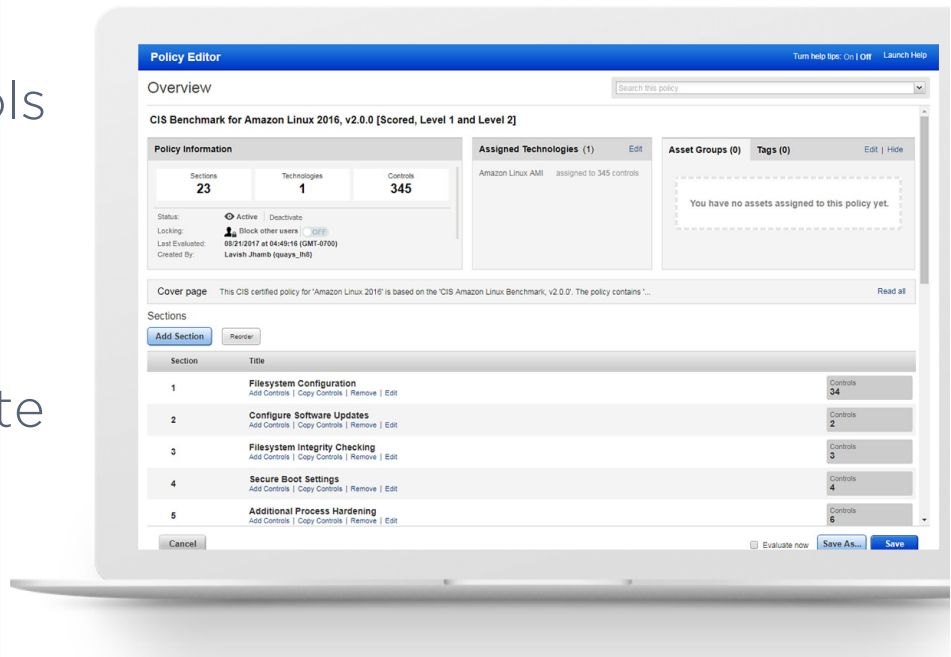 ols
te
Policy Editor
Turn help tips: On | Off Launch Help
Overview
Search this policy
CIS Benchmark for Amazon Linux 2016, v2.0.0 [Scored, Level 1 and Level 2]
Policy Information
Sections
23
Technologies
1
Controls
345
Status: Active | Deactivate
Locking: Block other users OFF
Last Evaluated: 08/21/2017 at 04:49:16 (GMT-0700)
Created By: Lavish Jhamb (quays_lh8)
Assigned Technologies (1) Edit
Amazon Linux AMI assigned to 345 controls
Asset Groups (0) Tags (0) Edit | Hide
You have no assets assigned to this policy yet.
Cover page This CIS certified policy for 'Amazon Linux 2016' is based on the 'CIS Amazon Linux Benchmark, v2.0.0'. The policy contains '... Read all
Sections
Add Section Reorder
Section Title
1 Filesystem Configuration
Add Controls | Copy Controls | Remove | Edit
Controls
34
2 Configure Software Updates
Add Controls | Copy Controls | Remove | Edit
Controls
2
3 Filesystem Integrity Checking
Add Controls | Copy Controls | Remove | Edit
Controls
3
4 Secure Boot Settings
Add Controls | Copy Controls | Remove | Edit
Controls
4
5 Additional Process Hardening
Add Controls | Copy Controls | Remove | Edit
Controls
6
Cancel Evaluate now Save As... Save